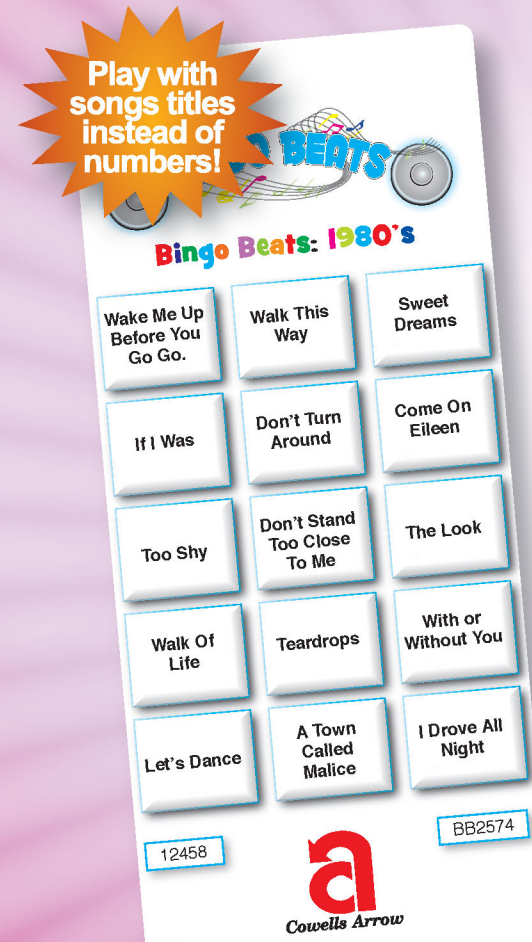 Play with
songs titles
instead of
numbers!
BEATS
Bingo Beats: 1980's
Wake Me Up
Before You
Go Go.
Walk This
Way
Sweet
Dreams
If I Was
Don't Turn
Around
Come On
Eileen
Too Shy
Don't Stand
Too Close
To Me
The Look
Walk Of
Life
Teardrops
With or
Without You
Let's Dance
A Town
Called
Malice
I Drove All
Night
12458
BB2574
a
Cowells Arrow